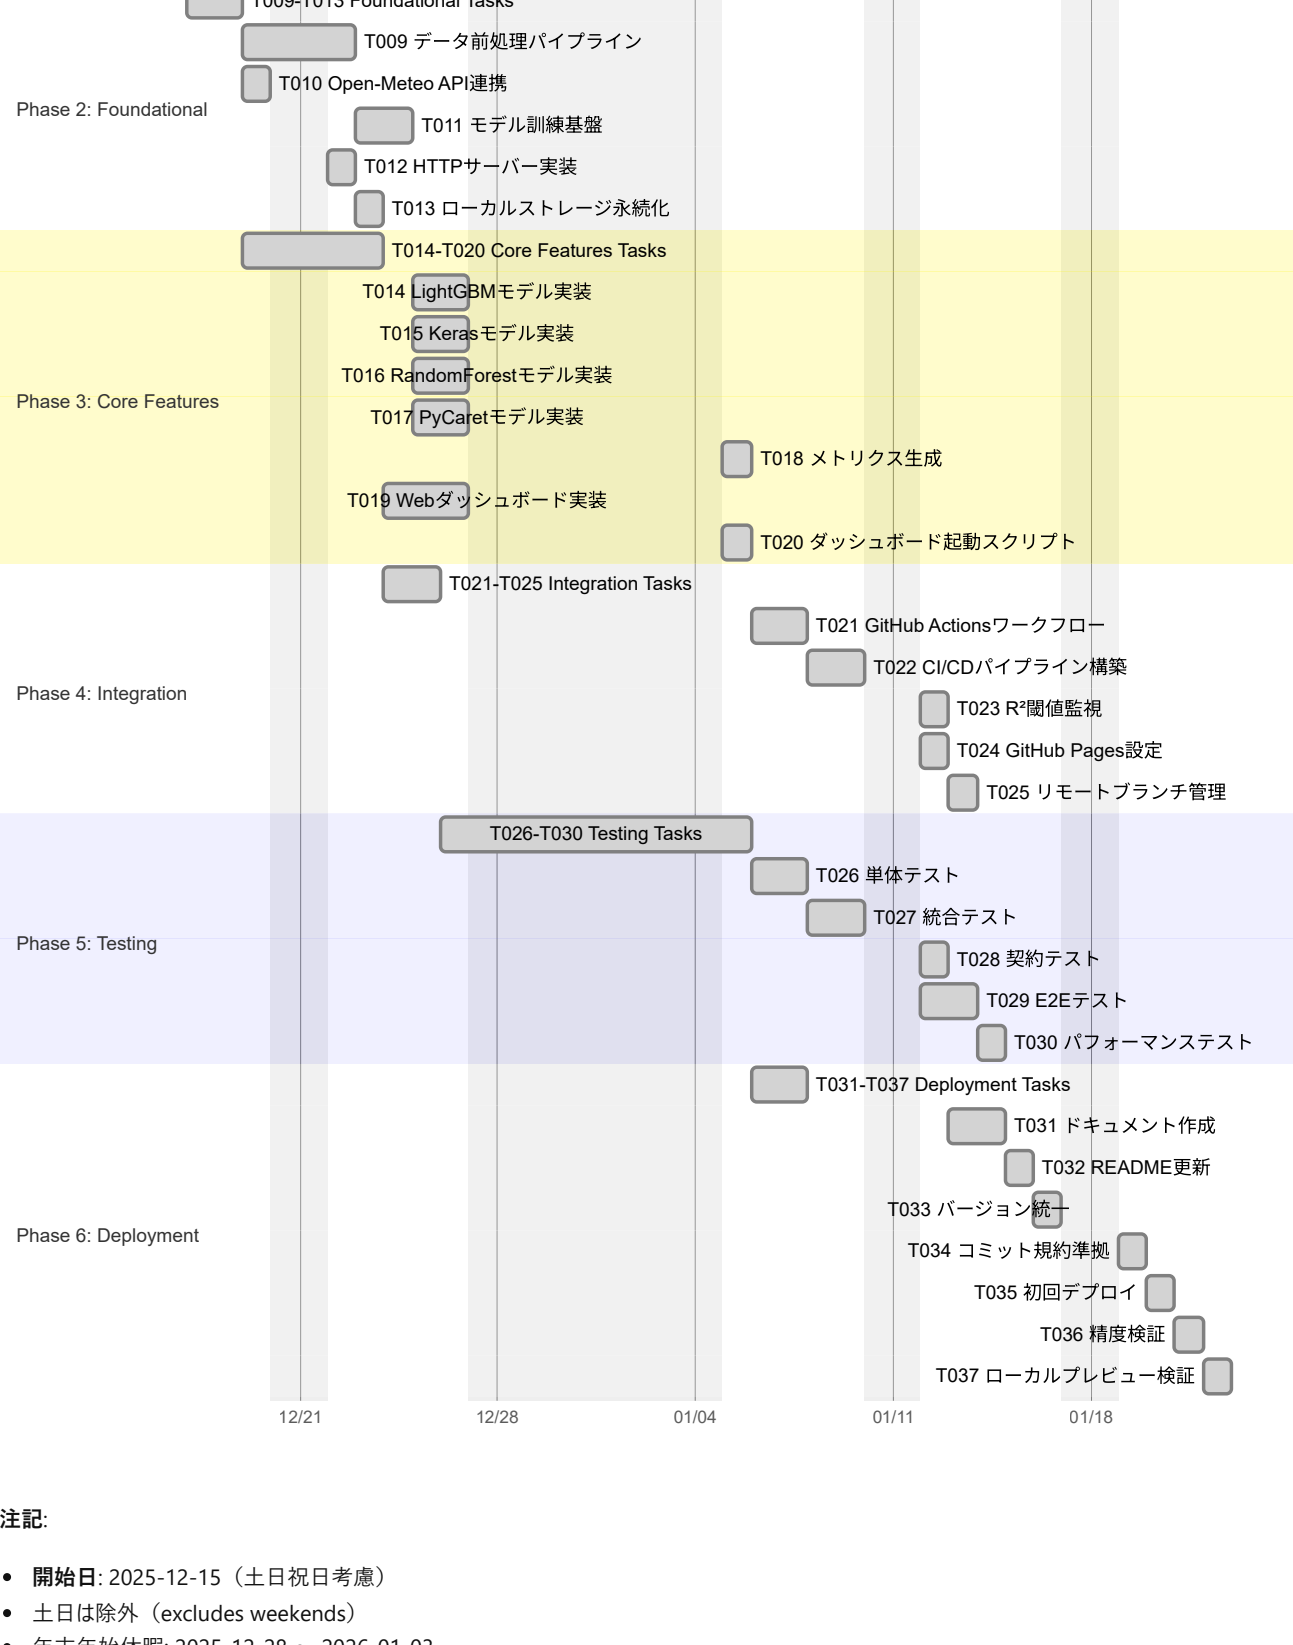 T009-T013 Foundational Tasks
T009 データ前処理パイプライン
T010 Open-Meteo API連携
Phase 2: Foundational
T011 モデル訓練基盤
T012 HTTPサーバー実装
T013 ローカルストレージ永続化
T014-T020 Core Features Tasks
T014 LightGBMモデル実装
T015 Kerasモデル実装
T016 RandomForestモデル実装
Phase 3: Core Features
T017 PyCaretモデル実装
T018 メトリクス生成
T019 Webダッシュボード実装
T020 ダッシュボード起動スクリプト
T021-T025 Integration Tasks
T021 GitHub Actionsワークフロー
T022 CI/CDパイプライン構築
Phase 4: Integration
T023 R²閾値監視
T024 GitHub Pages設定
T025 リモートブランチ管理
T026-T030 Testing Tasks
T026 単体テスト
T027 統合テスト
Phase 5: Testing
T028 契約テスト
T029 E2Eテスト
T030 パフォーマンステスト
T031-T037 Deployment Tasks
T031 ドキュメント作成
T032 README更新
T033 バージョン統一
Phase 6: Deployment
T034 コミット規約準拠
T035 初回デプロイ
T036 精度検証
T037 ローカルプレビュー検証
12/21 12/28 01/04 01/11 01/18
注記:
• 開始日: 2025-12-15（土日祝日考慮）
• 土日は除外（excludes weekends）
• 年末年始休暇: 2025-12-28 ~ 2026-01-03